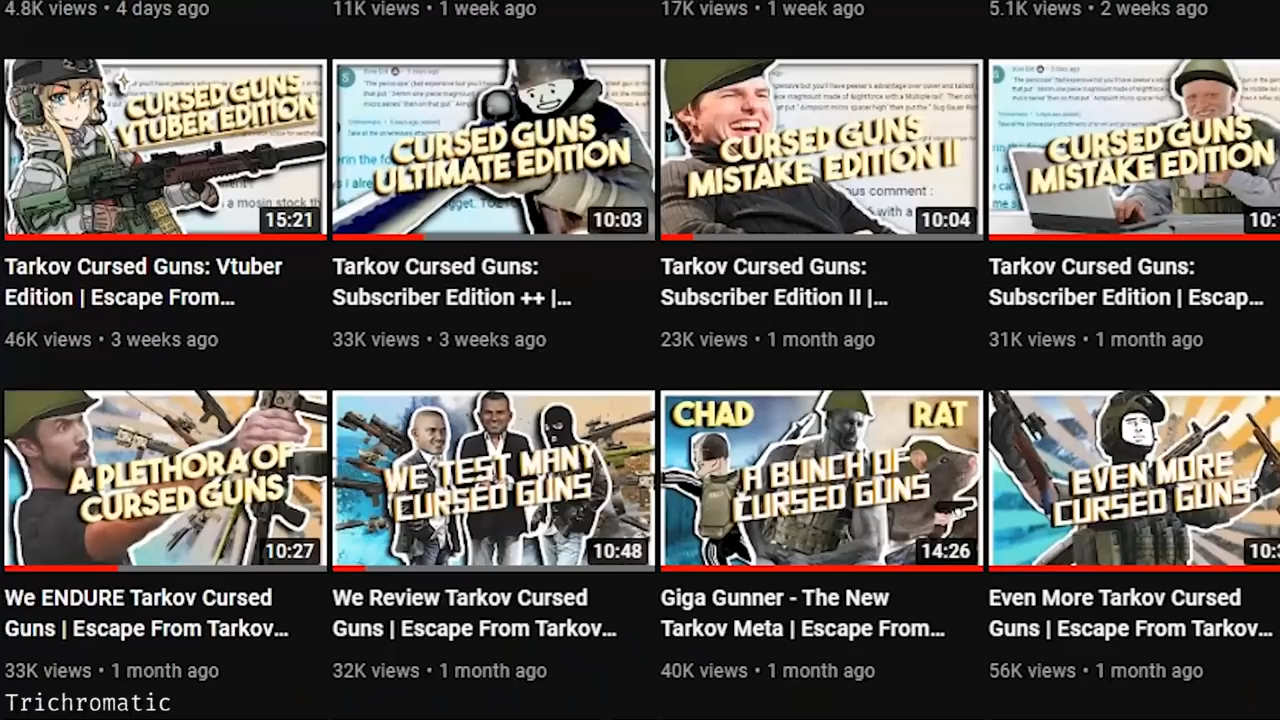 4.8K views • 4 days ago
11K views • 1 week ago
17K views • 1 week ago
5.1K views • 2 weeks ago
CURSED GUNS
VTUBER EDITION
15:21
CURSED GUNS
ULTIMATE EDITION
10:03
CURSED GUNS
MISTAKE EDITION II
10:04
CURSED GUNS
MISTAKE EDITION
10:
Tarkov Cursed Guns: Vtuber
Edition | Escape From...
46K views • 3 weeks ago
Tarkov Cursed Guns:
Subscriber Edition ++ |...
33K views • 3 weeks ago
Tarkov Cursed Guns:
Subscriber Edition II |...
23K views • 1 month ago
Tarkov Cursed Guns:
Subscriber Edition | Escap...
31K views • 1 month ago
A PLETHORA OF
CURSED GUNS
10:27
WE TEST MANY
CURSED GUNS
10:48
CHAD
RAT
A BUNCH OF
CURSED GUNS
14:26
EVEN MORE
CURSED GUNS
10:3
We ENDURE Tarkov Cursed
Guns | Escape From Tarkov...
33K views • 1 month ago
We Review Tarkov Cursed
Guns | Escape From Tarkov...
32K views • 1 month ago
Giga Gunner - The New
Tarkov Meta | Escape From...
40K views • 1 month ago
Even More Tarkov Cursed
Guns | Escape From Tarkov...
56K views • 1 month ago
Trichromatic